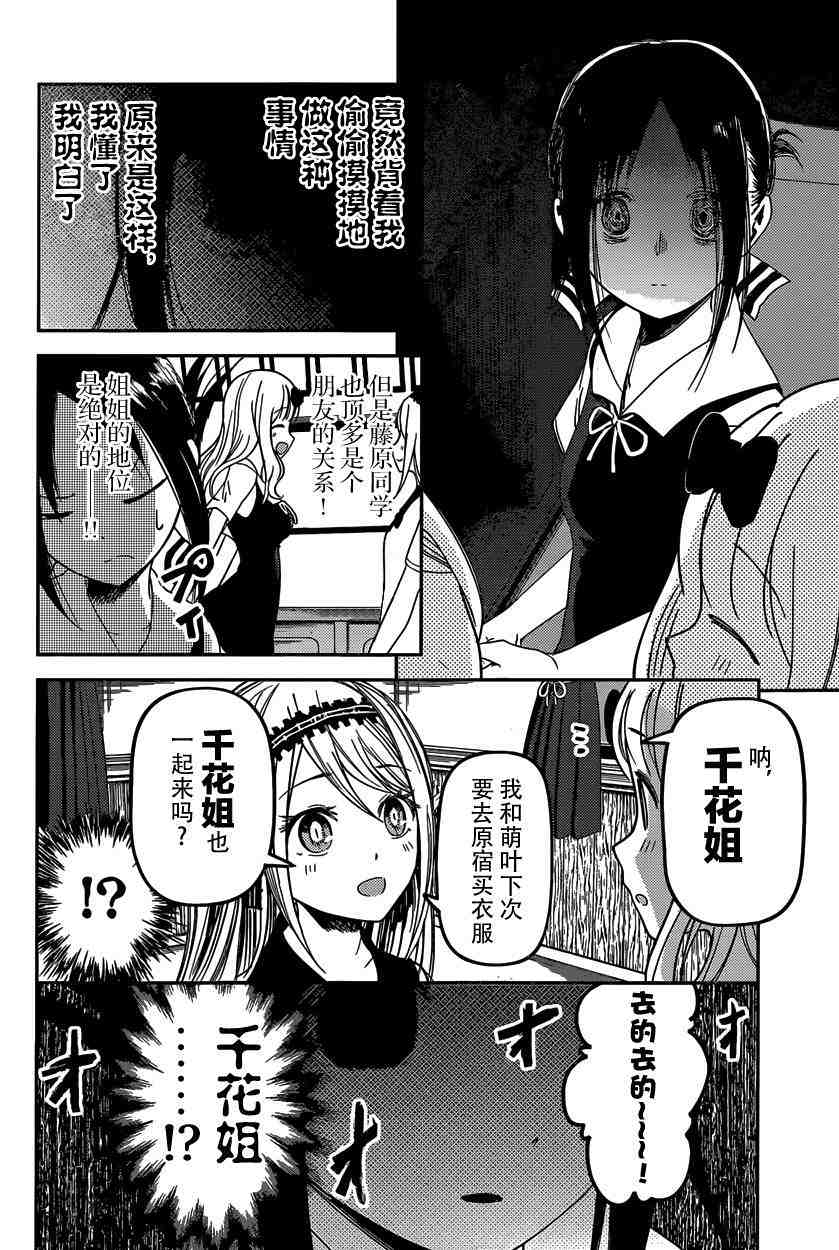 竟然背着我
偷偷摸摸地
做这种
事情
原来是这样，
我懂了
我明白了
但是藤原同学
也顶多是个
朋友的关系！
姐姐的地位
是绝对的——!!
呐，
千花姐
我和萌叶下次
要去原宿买衣服
千花姐也
一起来吗？
!?
去的去的~~~!
千花姐
……
!?
オオオオ